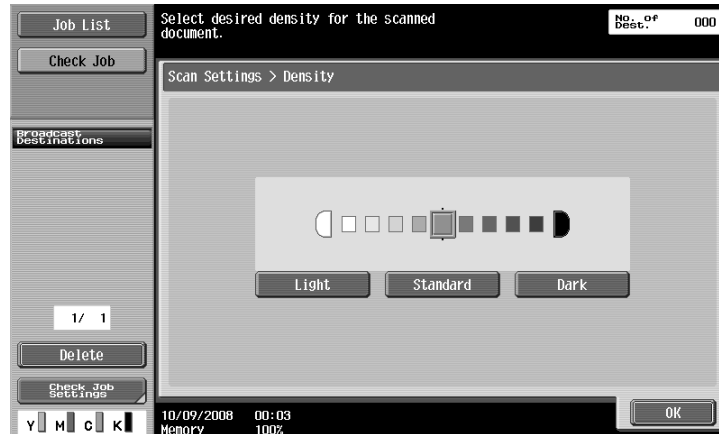 Job List
Check Job
Select desired density for the scanned
document.
No. of
Dest.
000
Scan Settings > Density
Broadcast
Destinations
Light
Standard
Dark
1/ 1
Delete
Check Job
Settings
Y M C K
10/09/2008 00:03
Memory 100%
OK